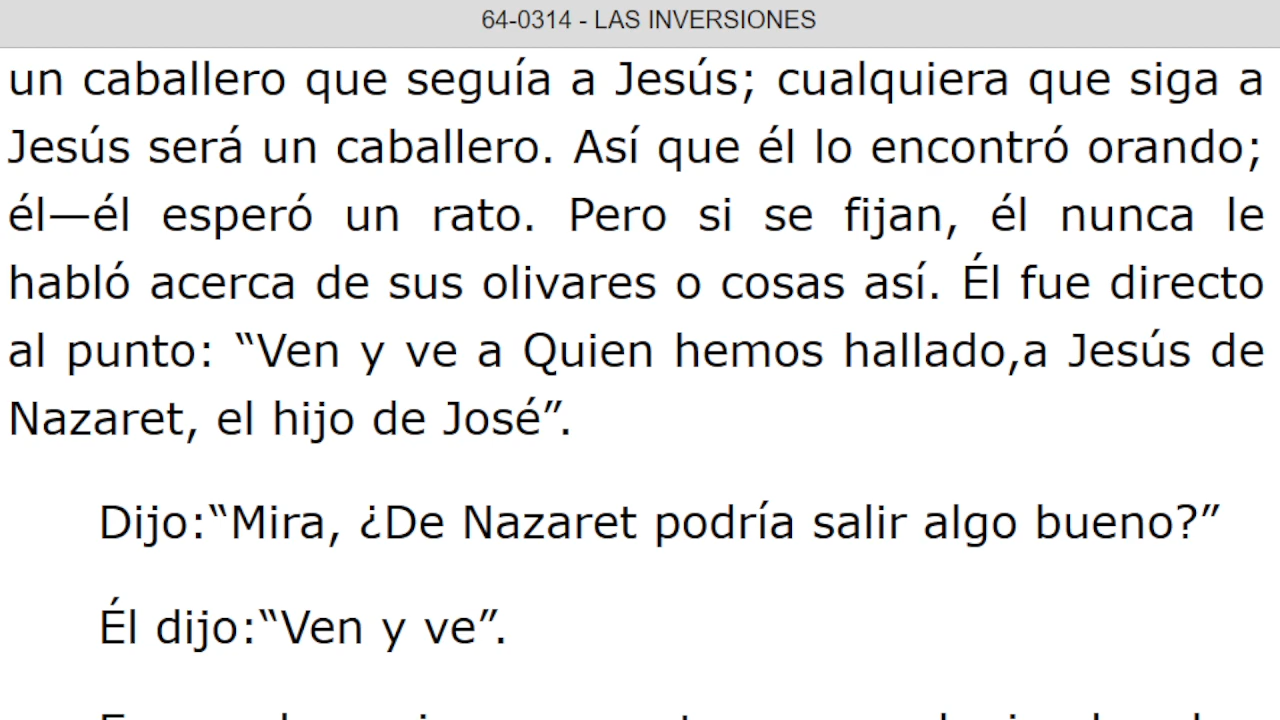 64-0314 - LAS INVERSIONES
un caballero que seguía a Jesús; cualquiera que siga a
Jesús será un caballero. Así que él lo encontró orando;
él—él esperó un rato. Pero si se fijan, él nunca le
habló acerca de sus olivares o cosas así. Él fue directo
al punto: “Ven y ve a Quien hemos hallado,a Jesús de
Nazaret, el hijo de José”.
Dijo:“Mira, ¿De Nazaret podría salir algo bueno?”
Él dijo:“Ven y ve”.